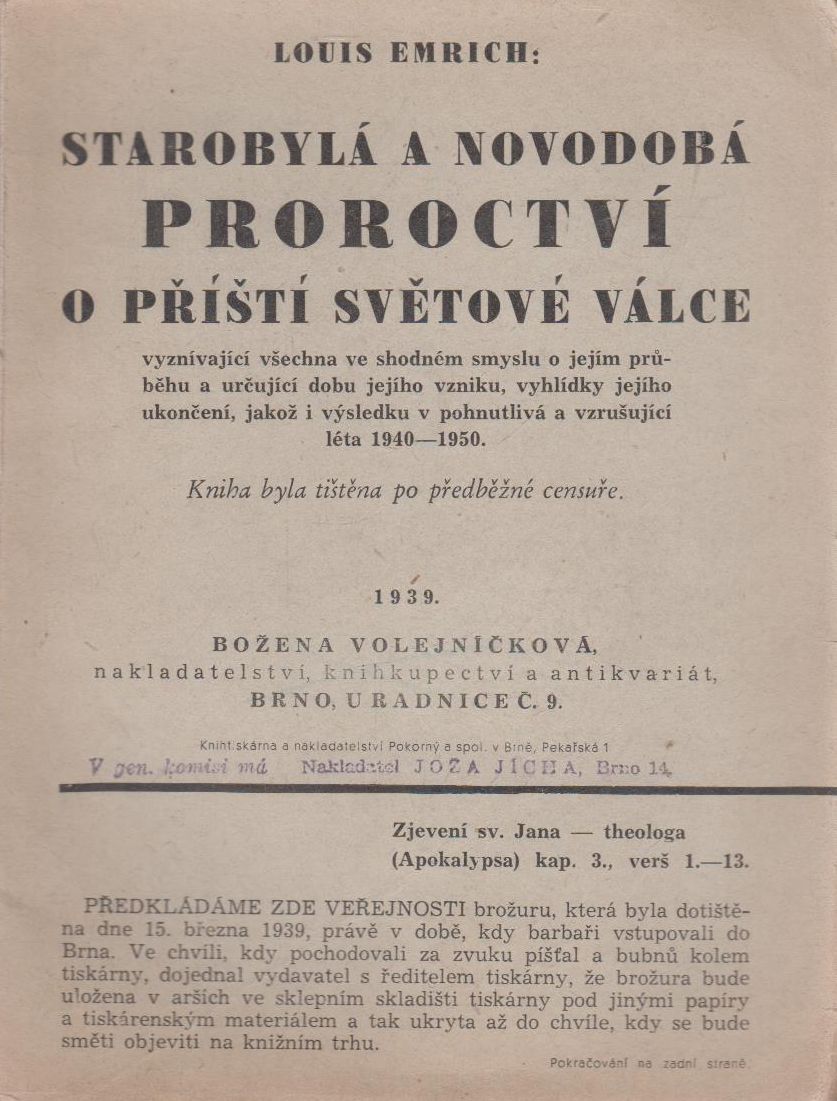 LOUIS EMRICH:
STAROBYLÁ A NOVODOBÁ
PROROCTVÍ
O PŘÍŠTÍ SVĚTOVÉ VÁLCE
vyznívající všechna ve shodném smyslu o jejím prů-
běhu a určující dobu jejího vzniku, vyhlídky jejího
ukončení, jakož i výsledku v pohnutlivá a vzrušující
léta 1940—1950.
Kniha byla tištěna po předběžné censuře.
1939.
BOŽENA VOLEJNÍČKOVÁ,
nakladatelství, knihkupectví a antikvariát,
BRNO, U RADNICE Č. 9.
Knihtiskárna a nakladatelství Pokorný a spol. v Brně, Pekařská 1
V gen. komisi má Nakladatel JOŽA JÍCHA, Brno 14,
Zjevení sv. Jana — theologa
(Apokalypsa) kap. 3., verš 1.—13.
PŘEDKLÁDÁME ZDE VEŘEJNOSTI brožuru, která byla dotiště-
na dne 15. března 1939, právě v době, kdy barbaři vstupovali do
Brna. Ve chvíli, kdy pochodovali za zvuku píšťal a bubnů kolem
tiskárny, dojednal vydavatel s ředitelem tiskárny, že brožura bude
uložena v arších ve sklepním skladišti tiskárny pod jinými papíry
a tiskárenským materiálem a tak ukryta až do chvíle, kdy se bude
směti objeviti na knižním trhu.
Pokračování na zadní straně